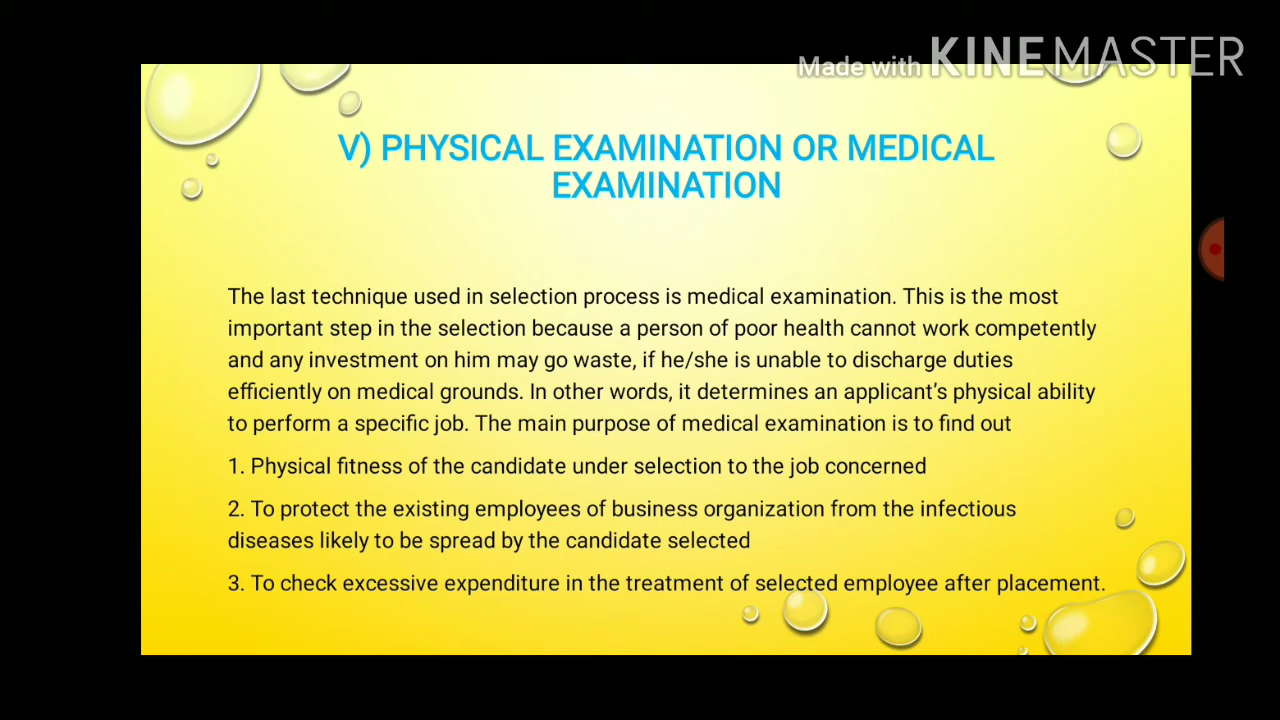 Made with KINEMASTER
V) PHYSICAL EXAMINATION OR MEDICAL
EXAMINATION
The last technique used in selection process is medical examination. This is the most
important step in the selection because a person of poor health cannot work competently
and any investment on him may go waste, if he/she is unable to discharge duties
efficiently on medical grounds. In other words, it determines an applicant's physical ability
to perform a specific job. The main purpose of medical examination is to find out
1. Physical fitness of the candidate under selection to the job concerned
2. To protect the existing employees of business organization from the infectious
diseases likely to be spread by the candidate selected
3. To check excessive expenditure in the treatment of selected employee after placement.